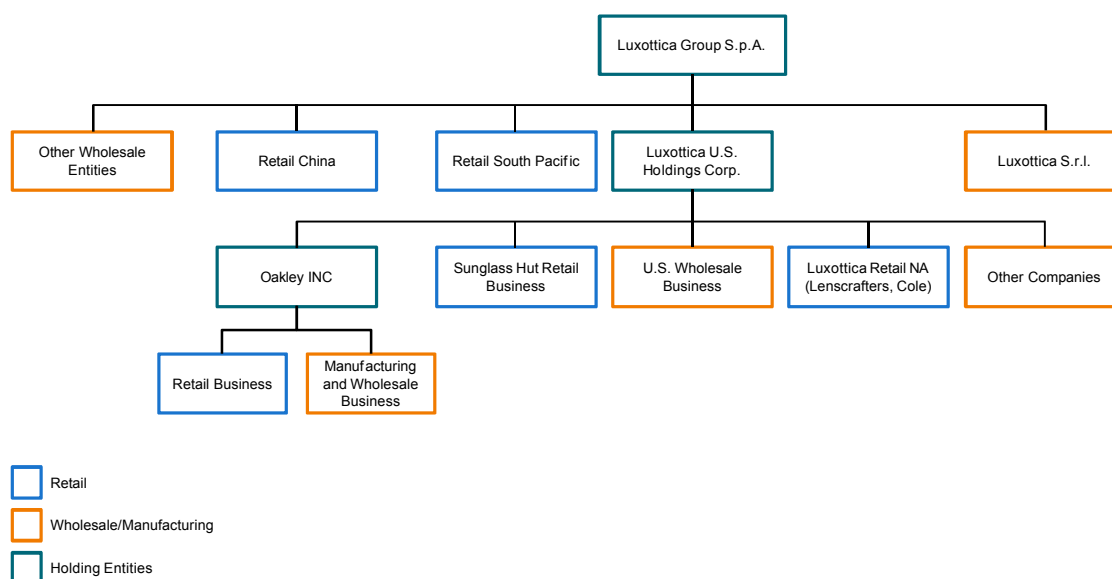 Luxottica Group S.p.A.
Other Wholesale
Entities
Retail China
Retail South Pacific
Luxottica U.S.
Holdings Corp.
Luxottica S.r.l.
Oakley INC
Sunglass Hut Retail
Business
U.S. Wholesale
Business
Luxottica Retail NA
(Lenscrafters, Cole)
Other Companies
Retail Business
Manufacturing
and Wholesale
Business
Retail
Wholesale/Manufacturing
Holding Entities